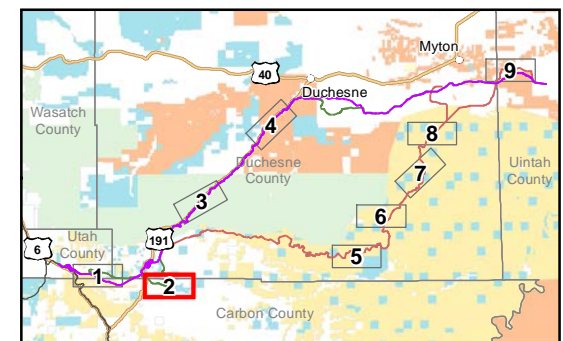 Myton
40
9
Duchesne
Wasatch
County
4
8
Duchesne
County
Uintah
County
7
3
6
Utah
County
191
6
5
1
2
Carbon County